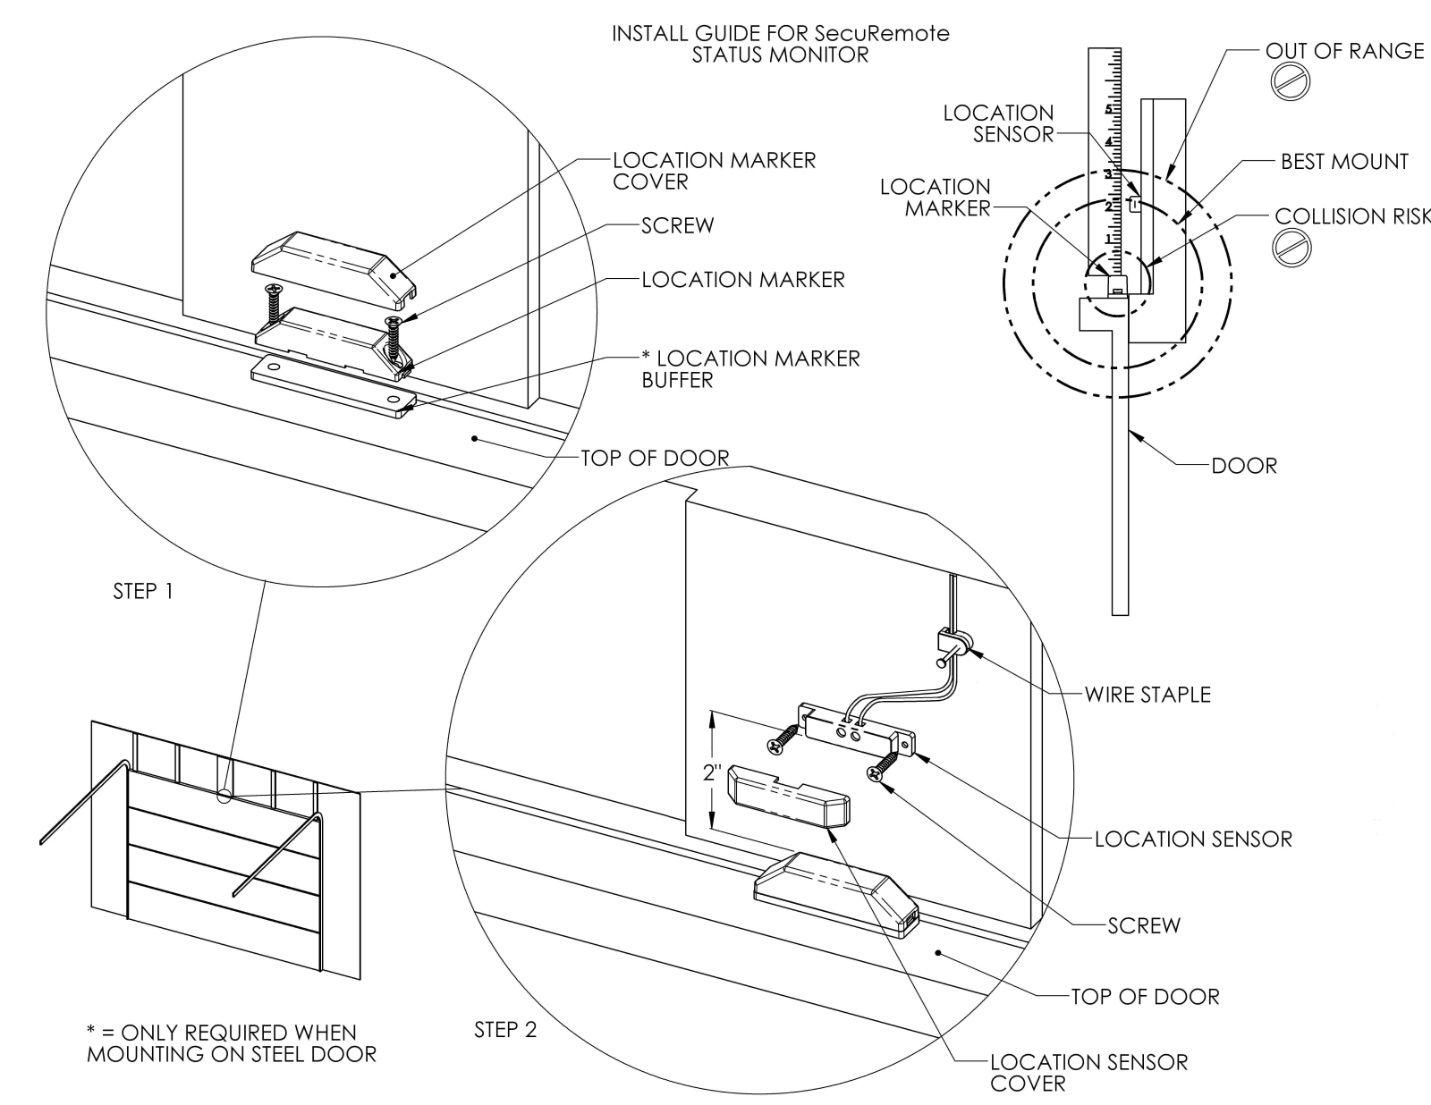 INSTALL GUIDE FOR SecuRemote
STATUS MONITOR
LOCATION MARKER
COVER
SCREW
LOCATION MARKER
* LOCATION MARKER
BUFFER
TOP OF DOOR
STEP 1
OUT OF RANGE
LOCATION
SENSOR
BEST MOUNT
LOCATION
MARKER
COLLISION RISK
5
4
3
2
1
DOOR
WIRE STAPLE
2"
LOCATION SENSOR
SCREW
TOP OF DOOR
LOCATION SENSOR
COVER
STEP 2
* = ONLY REQUIRED WHEN
MOUNTING ON STEEL DOOR